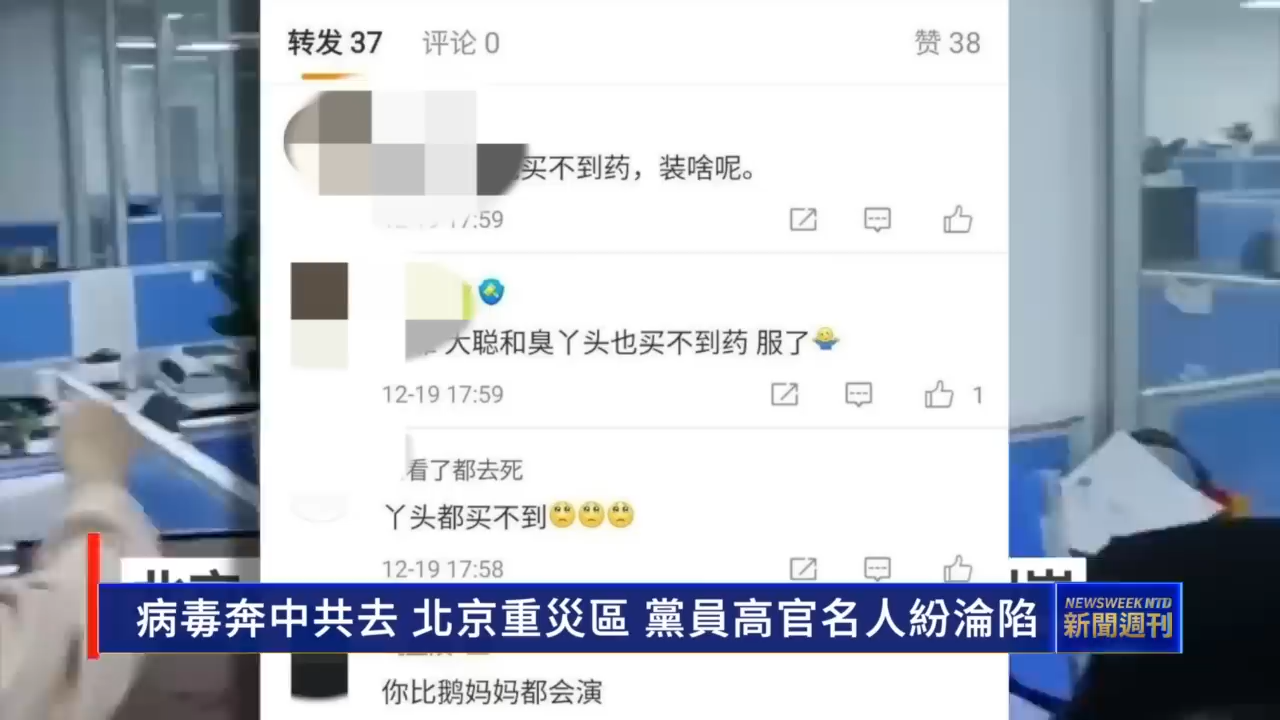 转发 37 评论 0 赞 38
买不到药，装啥呢。
17:59
大聪和臭丫头也买不到药 服了🤷
12-19 17:59
1
看了都去死
丫头都买不到🥺🥺🥺
12-19 17:58
病毒奔中共去 北京重災區 黨員高官名人紛淪陷
NEWSWEEK NTD
新聞週刊
你比鹅妈妈都会演